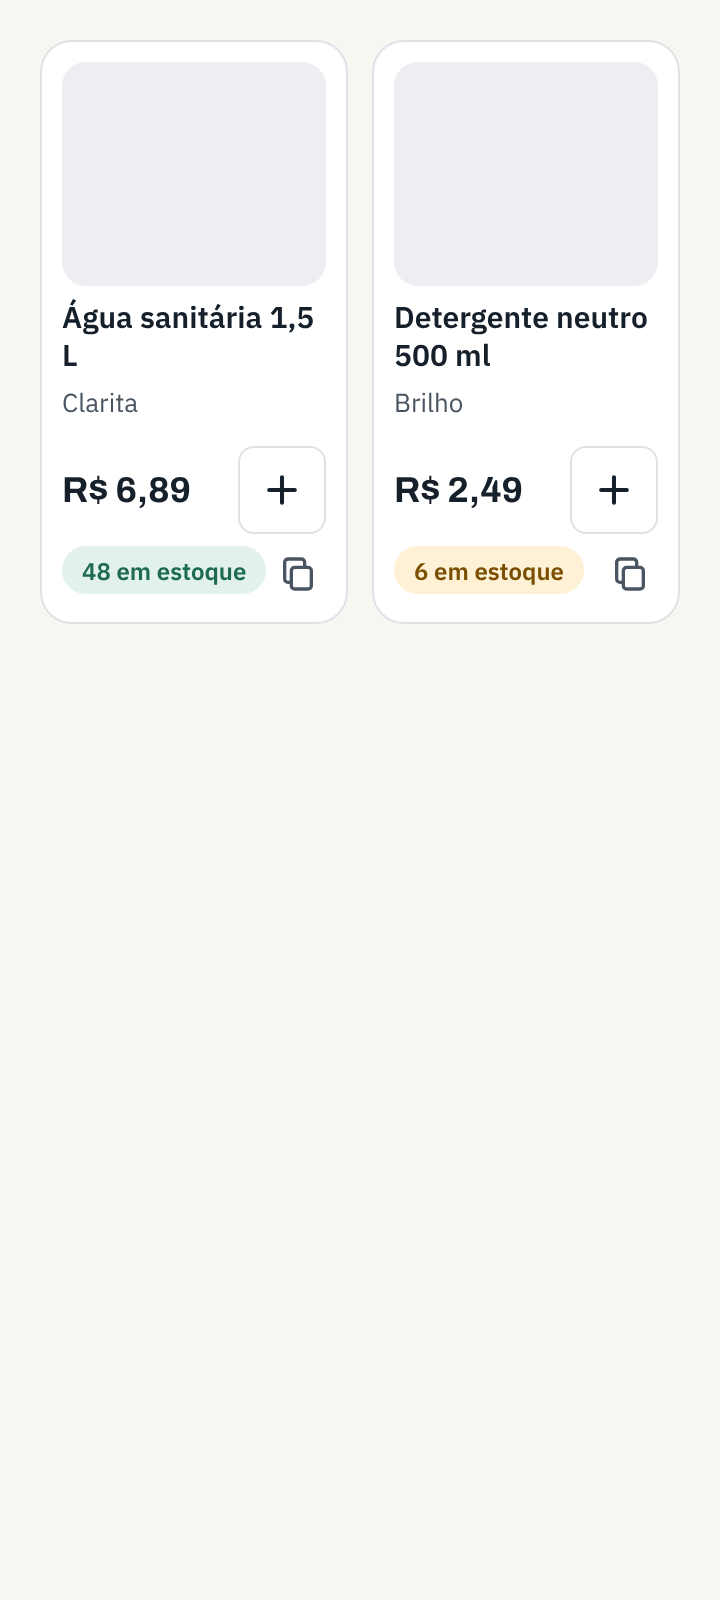 Água sanitária 1,5
L
Clarita
R$ 6,89
48 em estoque
Detergente neutro
500 ml
Brilho
R$ 2,49
6 em estoque